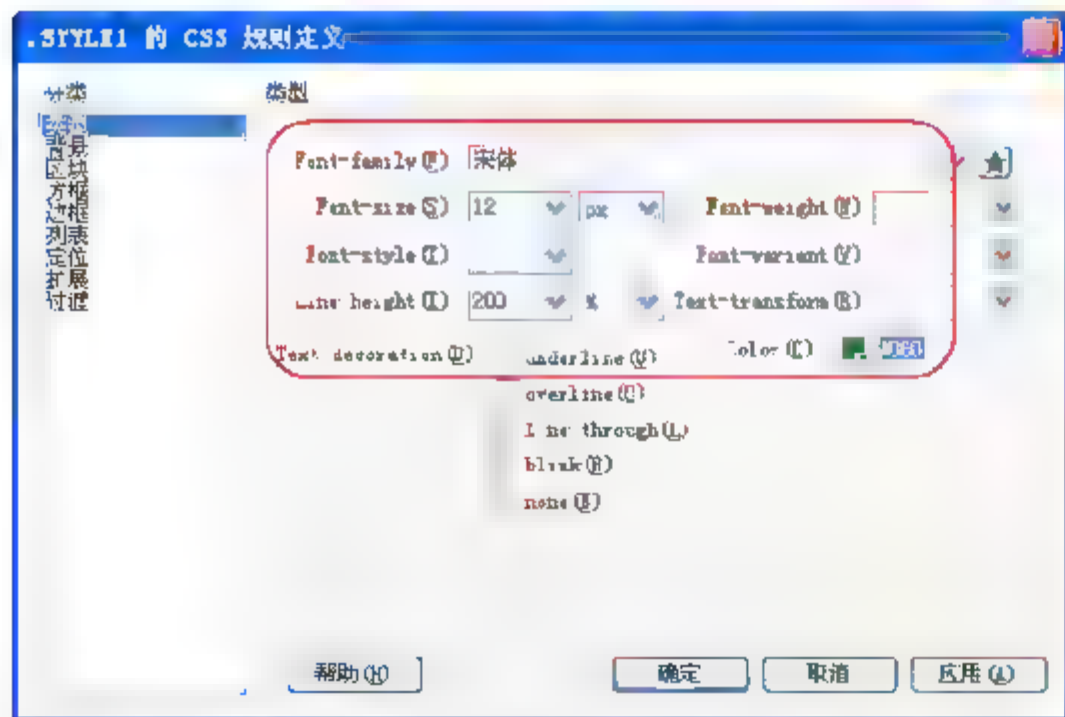 .STYLE1 的 CSS 规则定义
分类
类型
背景
区块
方框
边框
列表
定位
扩展
过渡
Font-family(F) 宋体
Font-size(S) 12 px Font-weight(W)
Font-style(T) Font-variant(V)
Line height(I) 200 % Text-transform(R)
Text decoration(D) underline(U) Color(C)
overline(O)
line through(L)
blink(B)
none(N)
帮助(H) 确定 取消 应用(A)